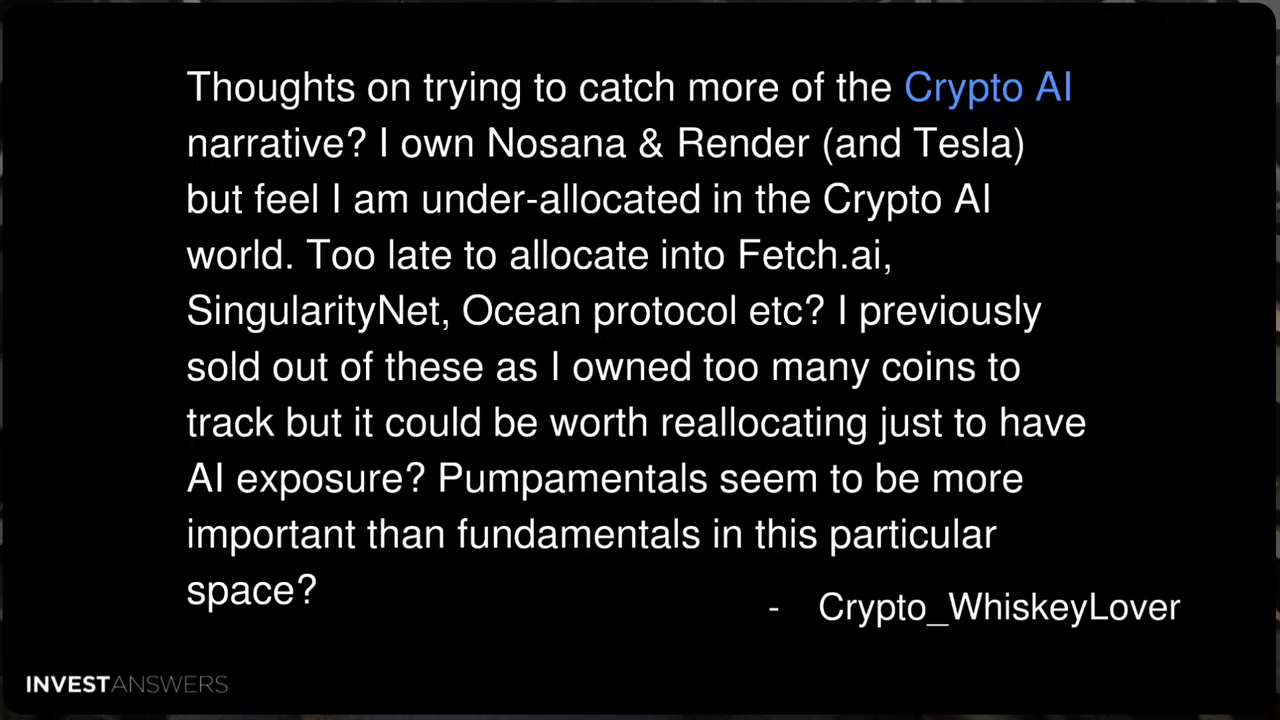 Thoughts on trying to catch more of the Crypto AI
narrative? I own Nosana & Render (and Tesla)
but feel I am under-allocated in the Crypto AI
world. Too late to allocate into Fetch.ai,
SingularityNet, Ocean protocol etc? I previously
sold out of these as I owned too many coins to
track but it could be worth reallocating just to have
AI exposure? Pumpamentals seem to be more
important than fundamentals in this particular
space?
- Crypto_WhiskeyLover
INVESTANSWERS